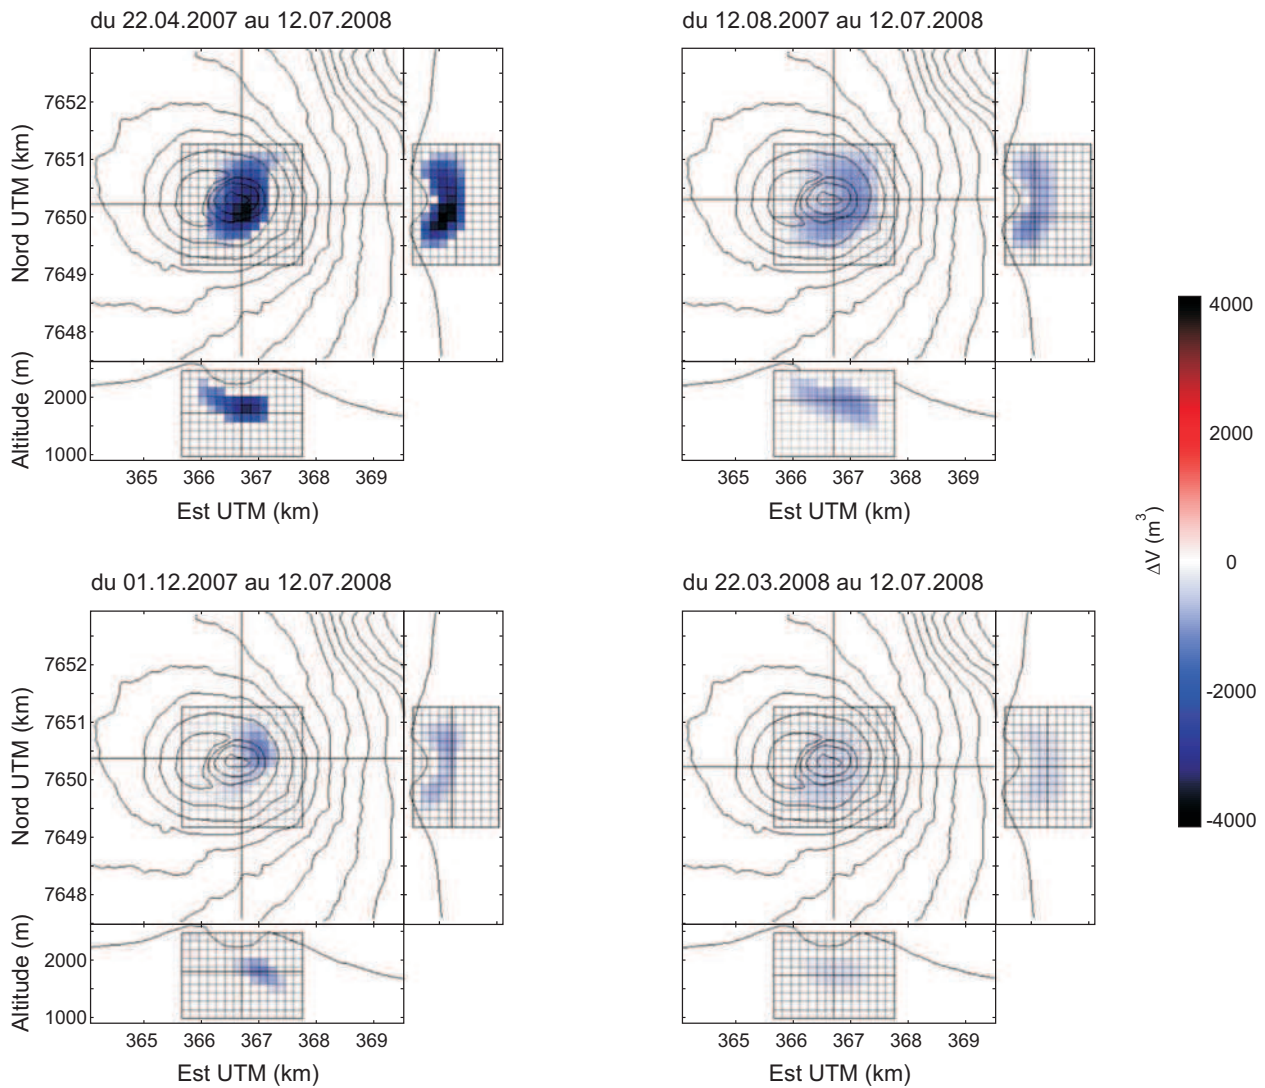 du 22.04.2007 au 12.07.2008
du 12.08.2007 au 12.07.2008
Nord UTM (km)
7652
7651
7650
7649
7648
Altitude (m)
2000
1000
365 366 367 368 369
365 366 367 368 369
Est UTM (km)
Est UTM (km)
4000
2000
0
-2000
-4000
ΔV (m³)
du 01.12.2007 au 12.07.2008
du 22.03.2008 au 12.07.2008
Nord UTM (km)
7652
7651
7650
7649
7648
Altitude (m)
2000
1000
365 366 367 368 369
365 366 367 368 369
Est UTM (km)
Est UTM (km)